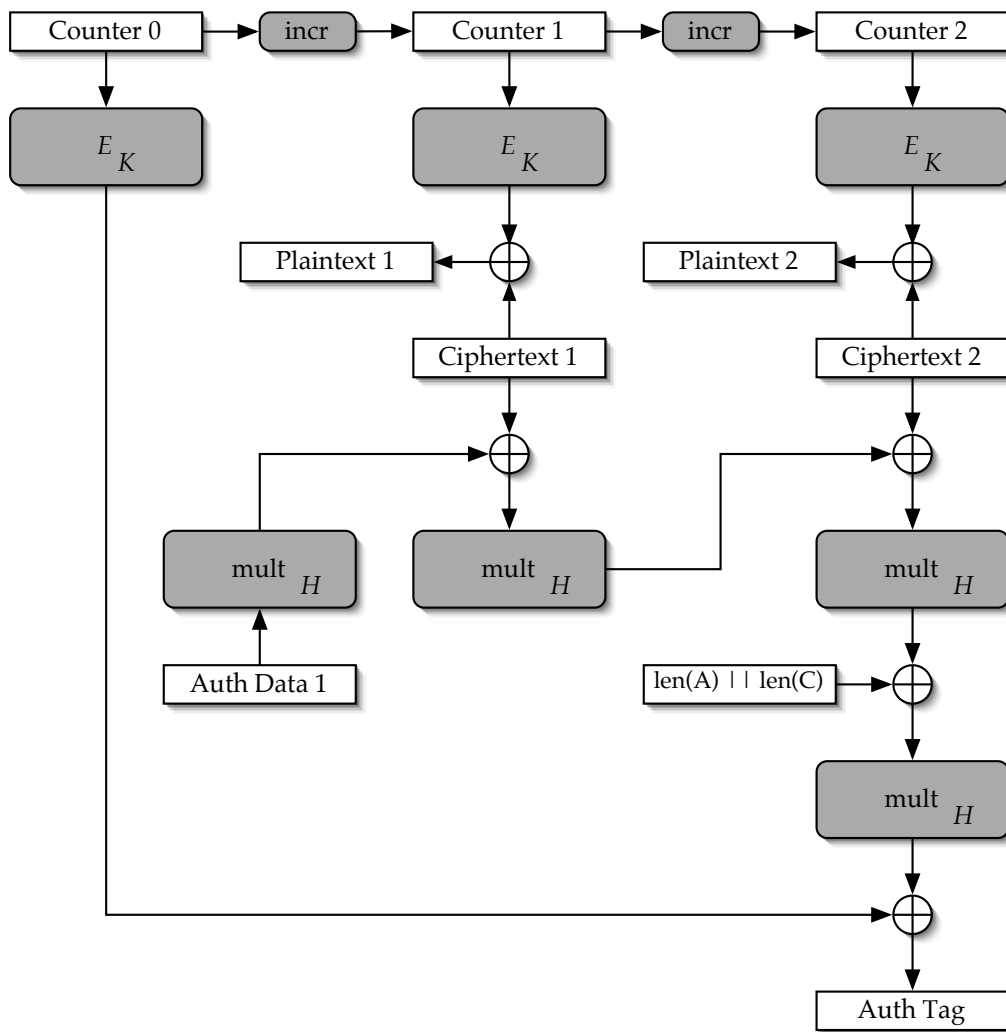 Counter 0
incr
Counter 1
incr
Counter 2
E K
E K
E K
Plaintext 1
Plaintext 2
Ciphertext 1
Ciphertext 2
mult H
mult H
mult H
Auth Data 1
len(A) || len(C)
mult H
Auth Tag